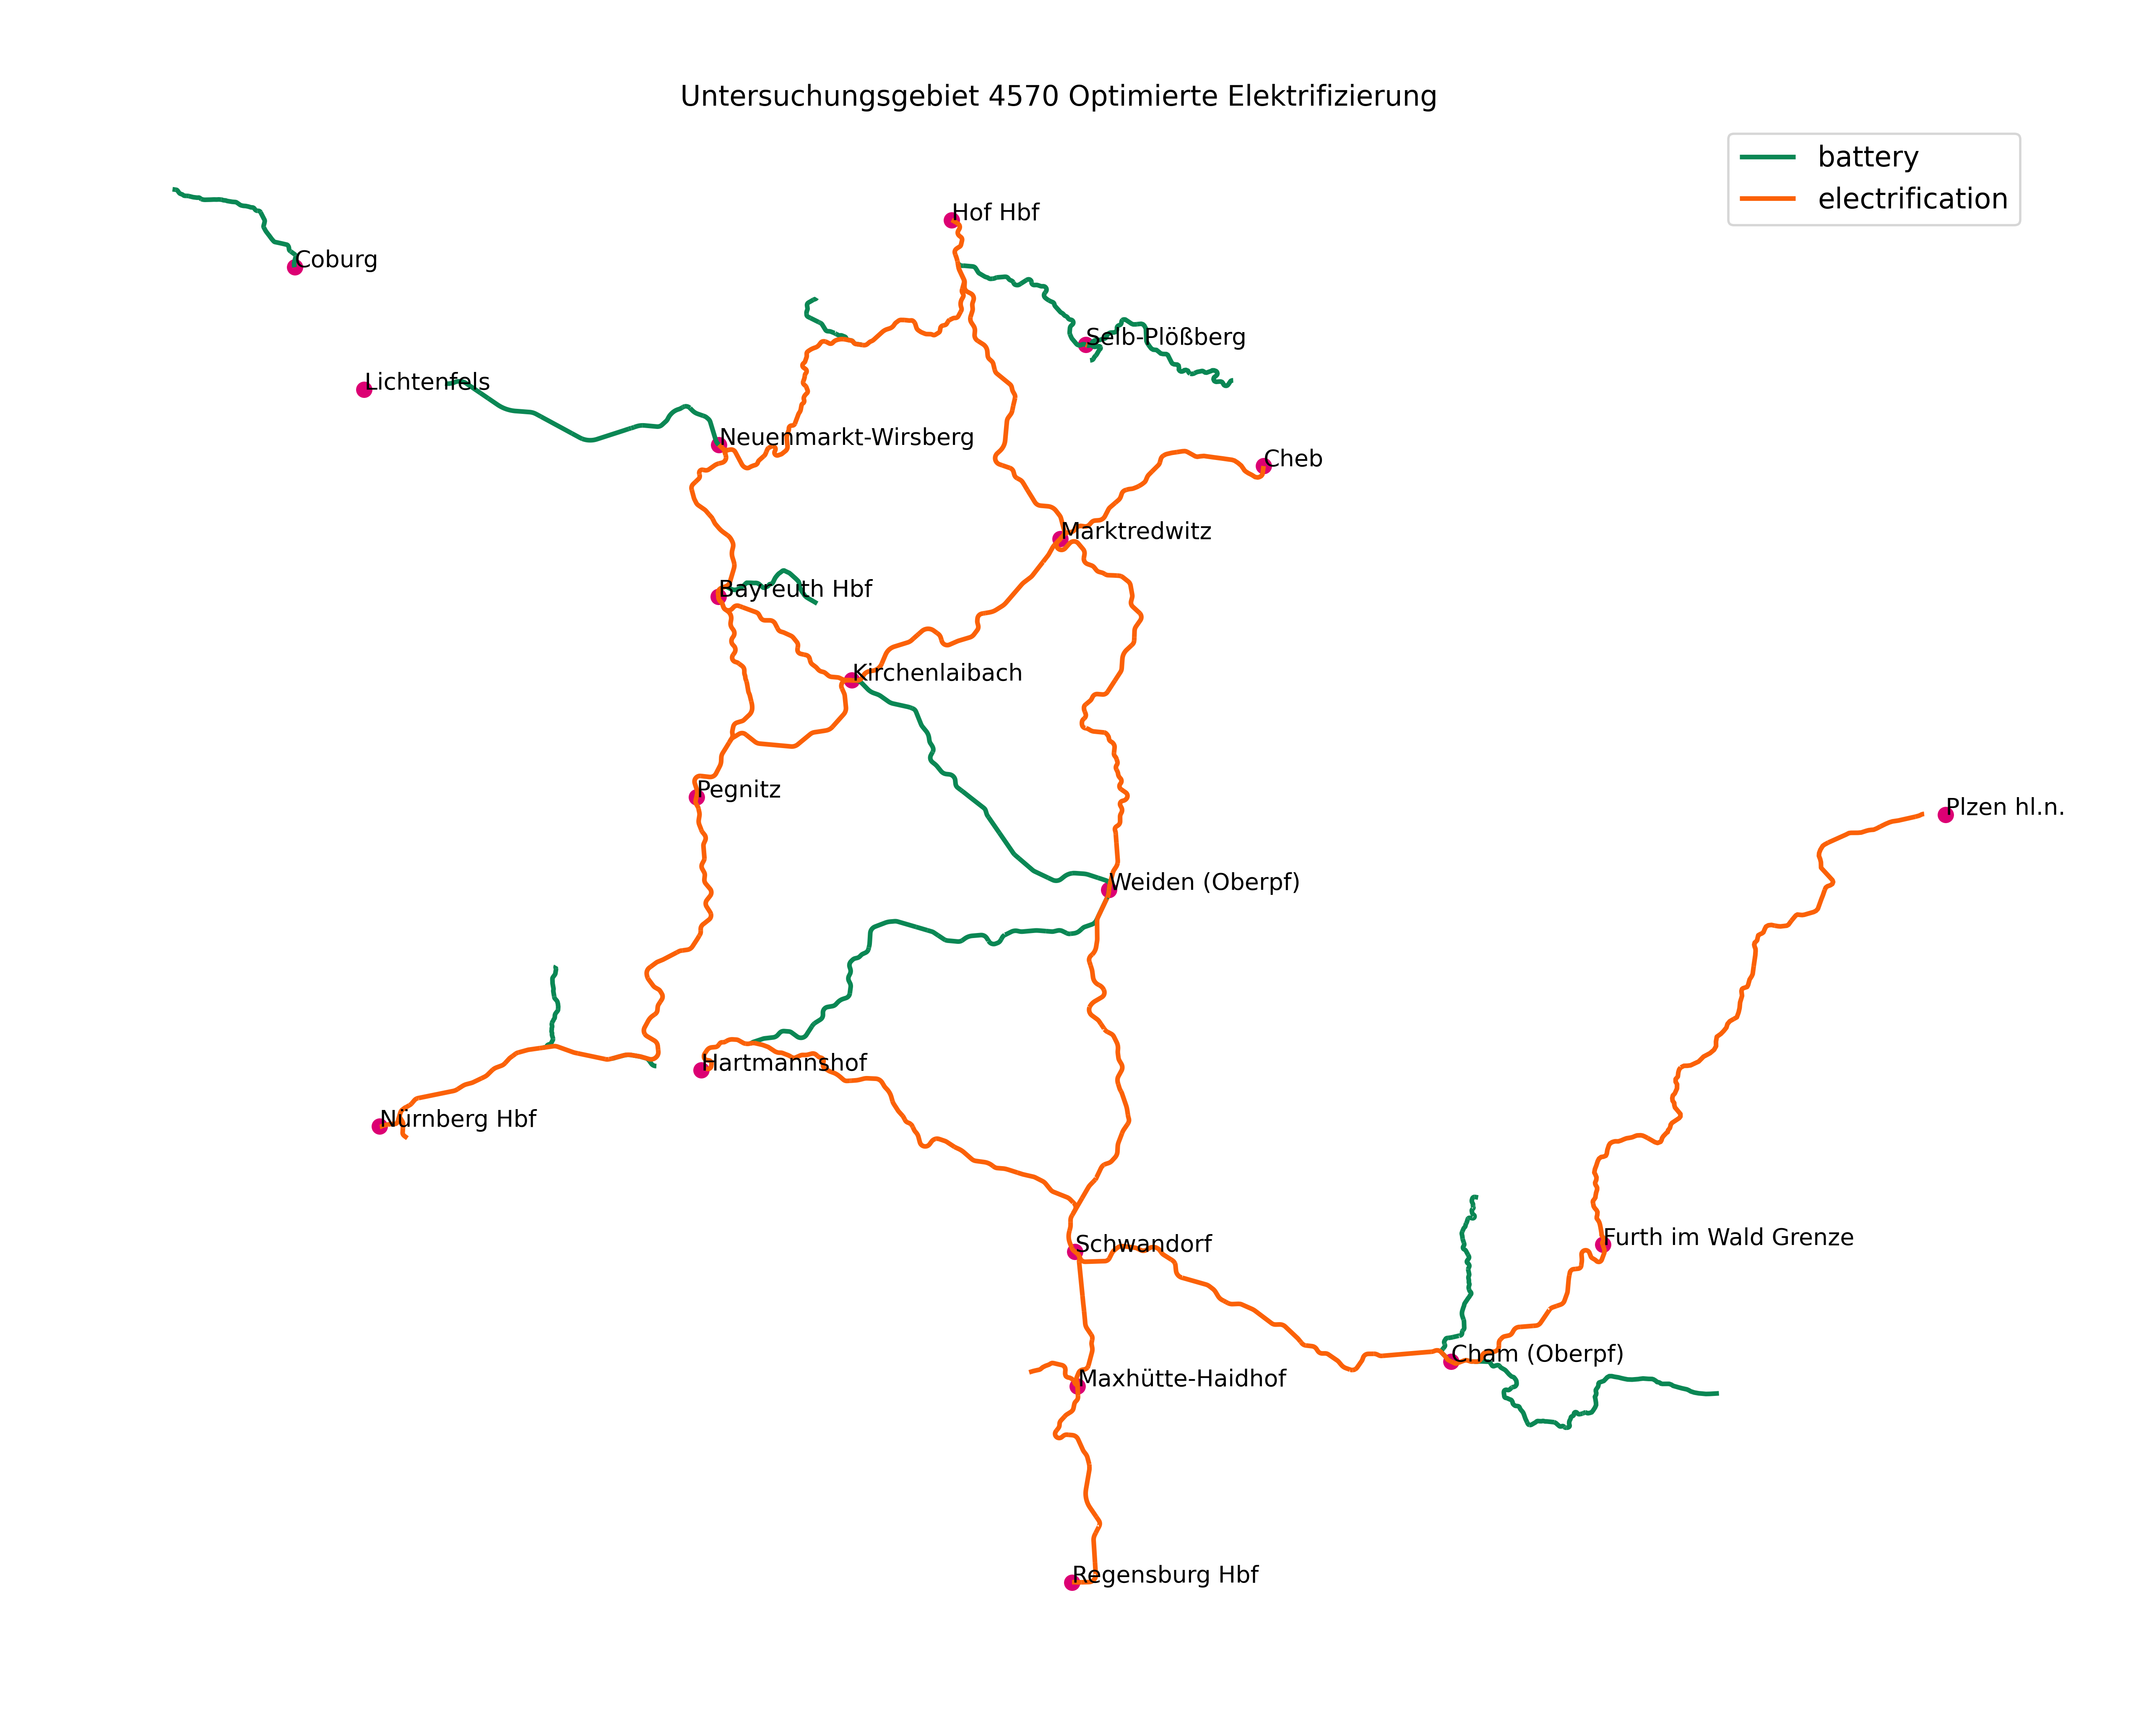 Untersuchungsgebiet 4570 Optimierte Elektrifizierung
battery
electrification
Hof Hbf
Coburg
Selb-Plößberg
Lichtenfels
Neuenmarkt-Wirsberg
Cheb
Marktredwitz
Bayreuth Hbf
Kirchenlaibach
Pegnitz
Plzen hl.n.
Weiden (Oberpf)
Hartmannshof
Nürnberg Hbf
Furth im Wald Grenze
Schwandorf
Cham (Oberpf)
Maxhütte-Haidhof
Regensburg Hbf